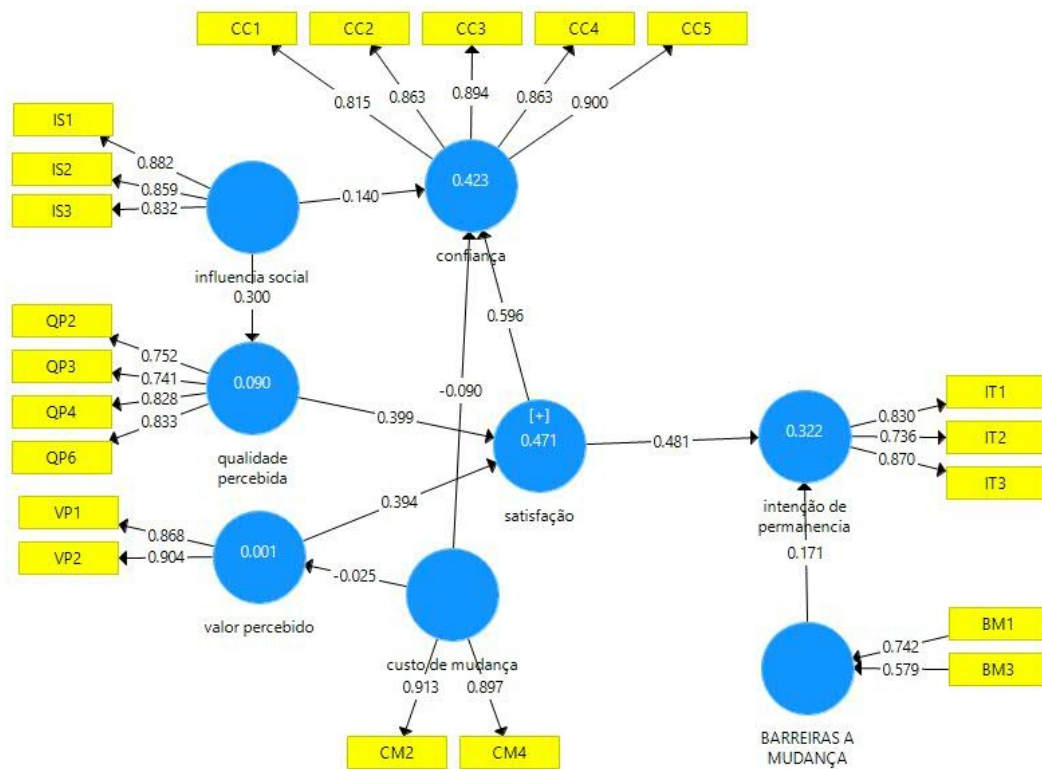 CC1
CC2
CC3
CC4
CC5
0.815
0.863
0.894
0.863
0.900
IS1
IS2
IS3
0.882
0.859
0.832
0.140
0.423
influencia social
confiança
0.300
0.596
QP2
QP3
QP4
QP6
0.752
0.741
0.828
0.833
0.090
-0.090
0.399
qualidade
percebida
[+]
0.471
satisfação
0.481
0.322
intenção de
permanencia
0.830
0.736
0.870
IT1
IT2
IT3
0.394
VP1
VP2
0.868
0.904
0.001
valor percebido
-0.025
custo de mudança
0.913
0.897
CM2
CM4
0.171
BM1
BM3
0.742
0.579
BARREIRAS A
MUDANÇA